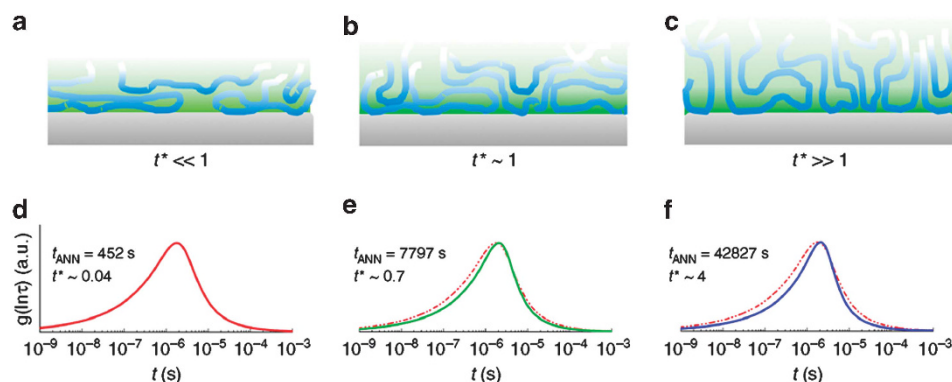 a
b
c
t* << 1
t* ~ 1
t* >> 1
d
e
f
g(lnτ) (a.u.)
t_ANN = 452 s
t* ~ 0.04
t_ANN = 7797 s
t* ~ 0.7
t_ANN = 42827 s
t* ~ 4
10⁻⁹ 10⁻⁸ 10⁻⁷ 10⁻⁶ 10⁻⁵ 10⁻⁴ 10⁻³
10⁻⁹ 10⁻⁸ 10⁻⁷ 10⁻⁶ 10⁻⁵ 10⁻⁴ 10⁻³
10⁻⁹ 10⁻⁸ 10⁻⁷ 10⁻⁶ 10⁻⁵ 10⁻⁴ 10⁻³
t (s)
t (s)
t (s)